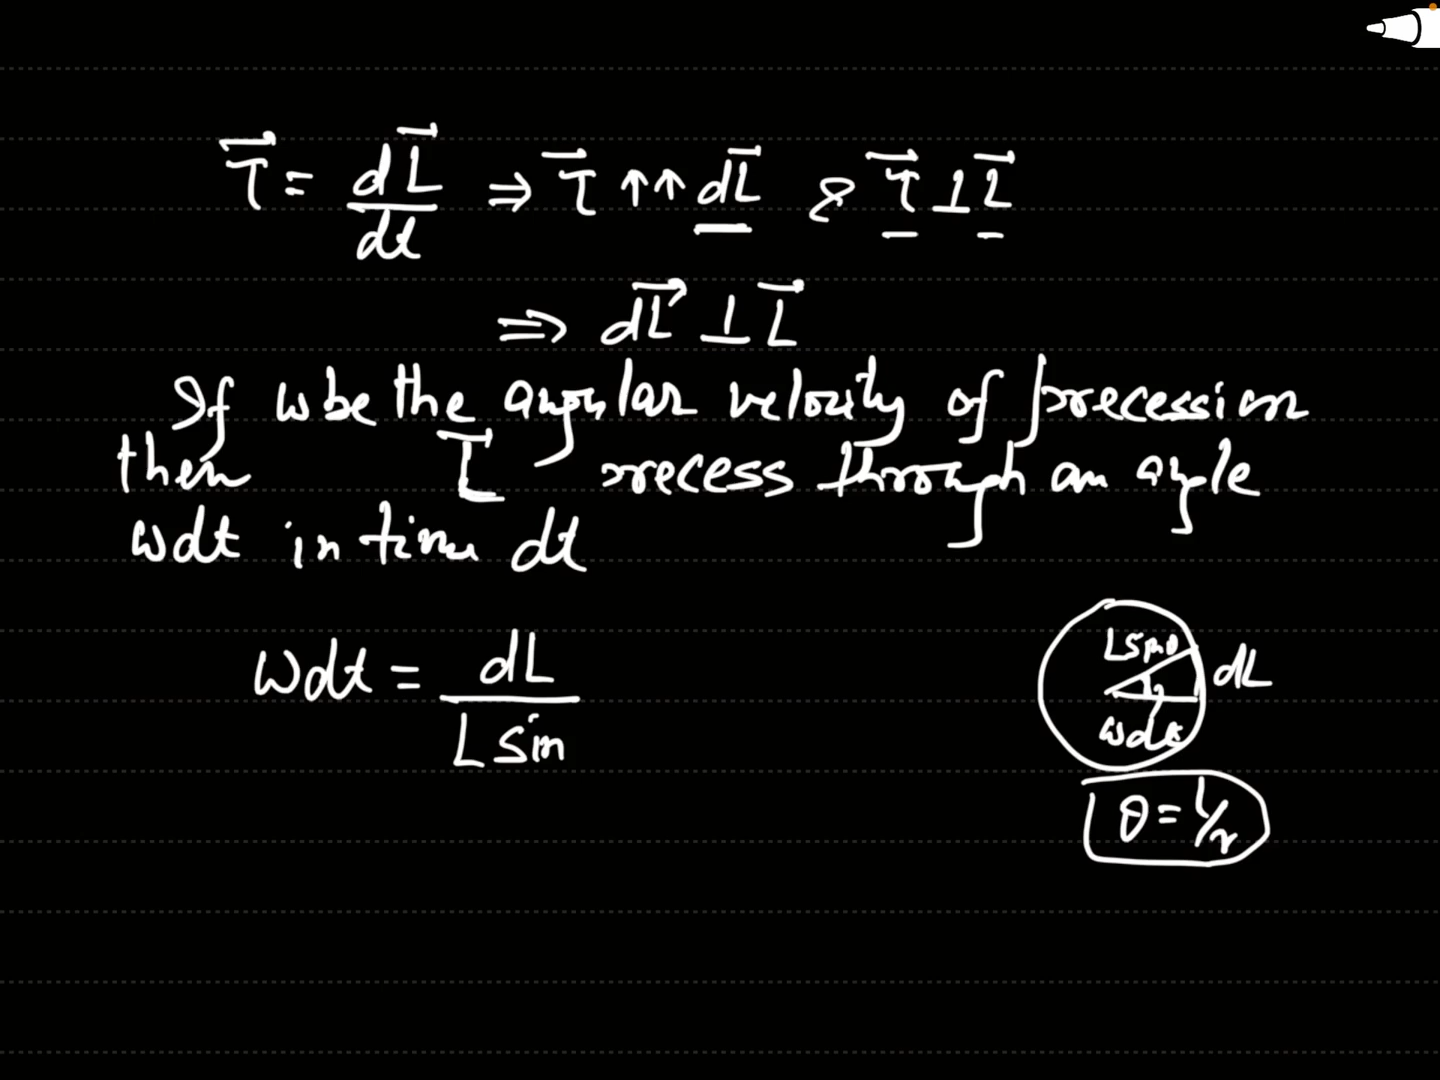 τ⃗ = dL⃗/dt ⇒ τ⃗ ↑↑ dL⃗ & τ⃗ ⊥ L⃗
⇒ dL⃗ ⊥ L⃗
If ω be the angular velocity of precession
then L⃗ precess through an angle
ωdt in time dt
ωdt = dL / L sin
L sinθ
dL
ωdt
θ = l/r